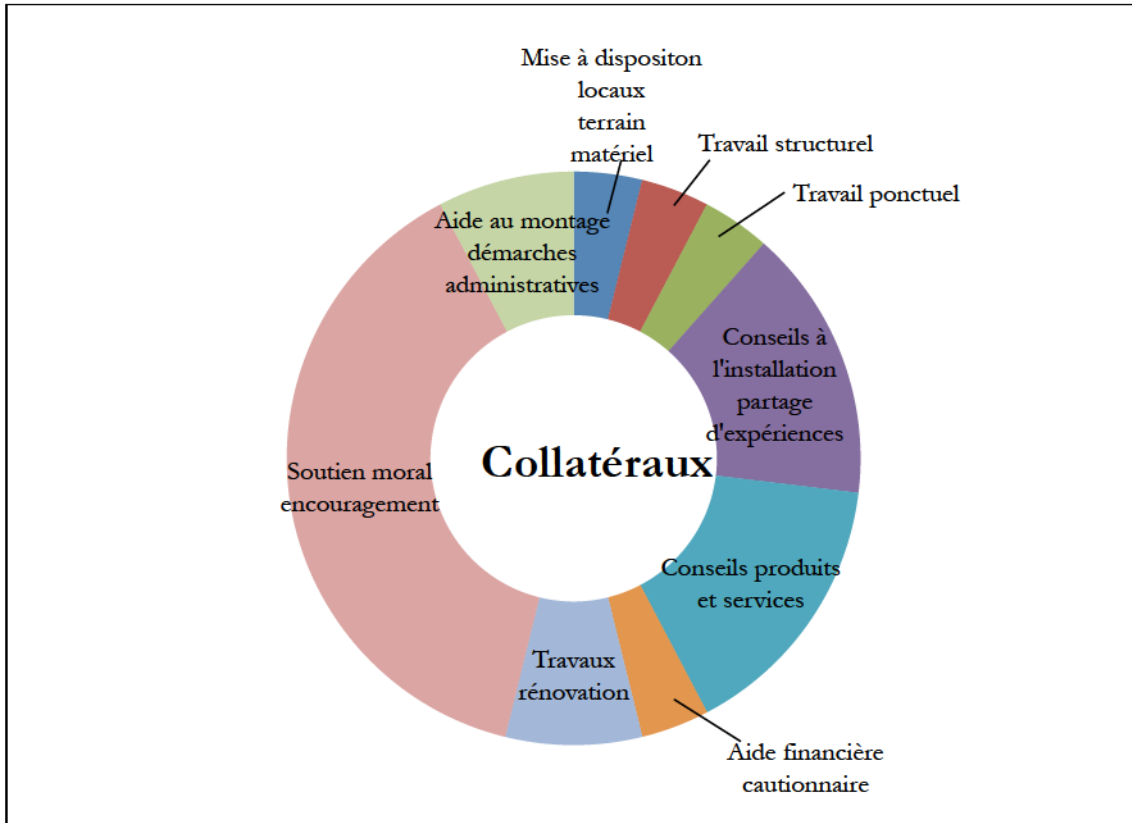 Mise à dispositon
locaux
terrain
matériel
Travail structurel
Travail ponctuel
Aide au montage
démarches
administratives
Conseils à
l'installation
partage
d'expériences
Collatéraux
Soutien moral
encouragement
Conseils produits
et services
Travaux
rénovation
Aide financière
cautionnaire